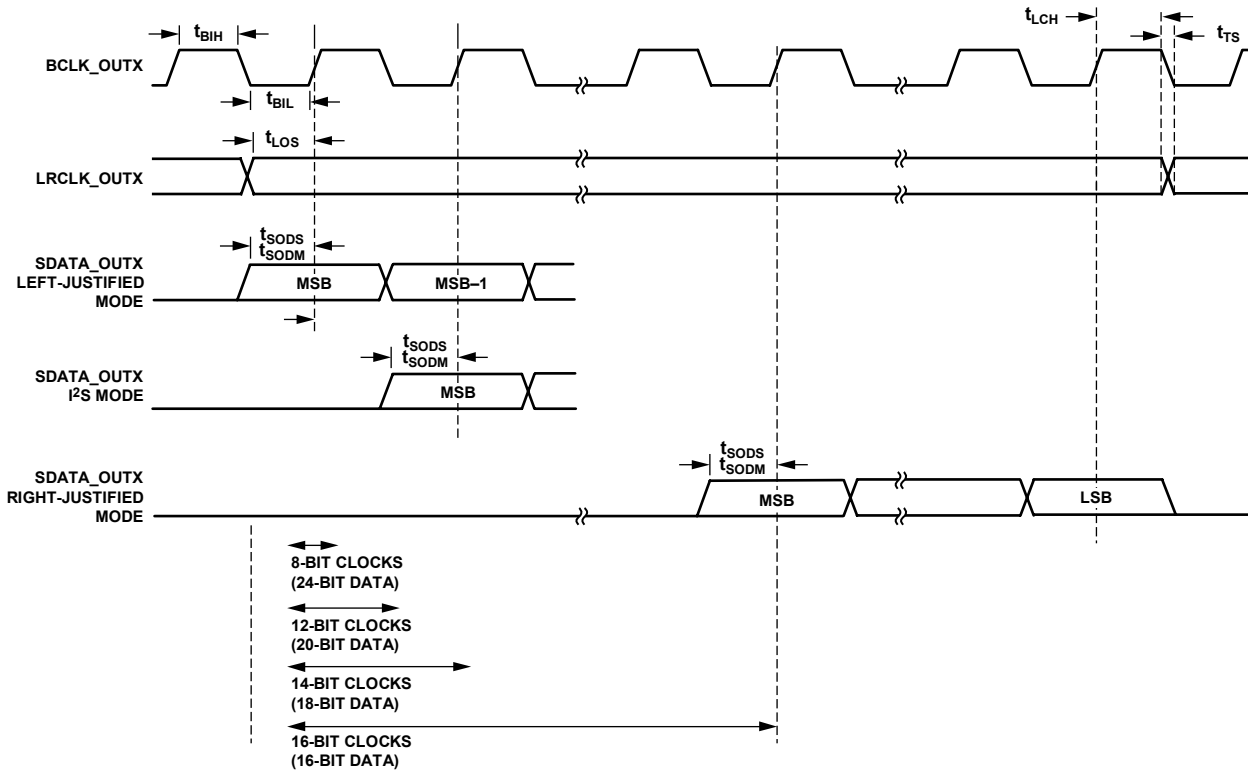 tBIH
tLCH
tTS
BCLK_OUTX
tBIL
tLOS
LRCLK_OUTX
tSODS
tSODM
SDATA_OUTX
LEFT-JUSTIFIED
MODE
MSB
MSB–1
tSODS
tSODM
SDATA_OUTX
I2S MODE
MSB
tSODS
tSODM
SDATA_OUTX
RIGHT-JUSTIFIED
MODE
MSB
LSB
8-BIT CLOCKS
(24-BIT DATA)
12-BIT CLOCKS
(20-BIT DATA)
14-BIT CLOCKS
(18-BIT DATA)
16-BIT CLOCKS
(16-BIT DATA)